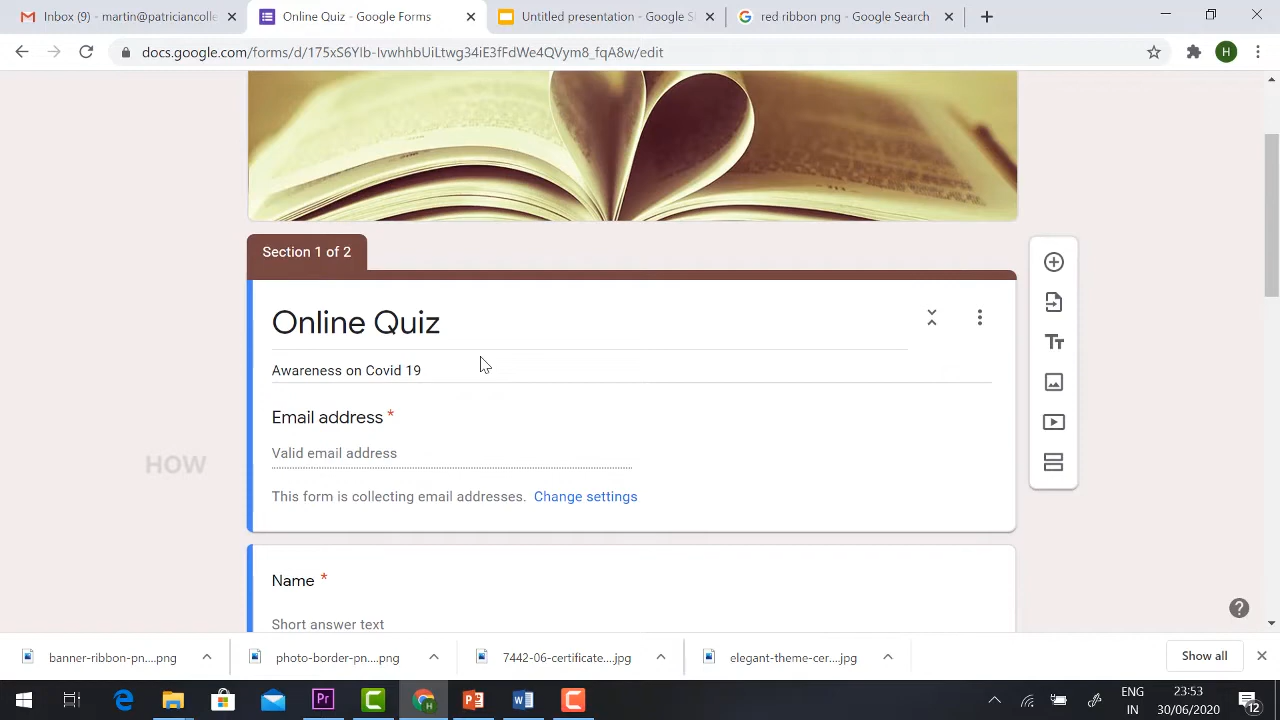 Inbox (9) - martin@patrismcolle
Online Quiz - Google Forms
Untitled presentation - Google
red ribbon png - Google Search
docs.google.com/forms/d/175xS6YIb-IvwhhbUiLtwg34iE3fFdWe4QVym8_fqA8w/edit
H
Section 1 of 2
Online Quiz
Awareness on Covid 19
Email address *
Valid email address
HOW
This form is collecting email addresses. Change settings
Name *
Short answer text
banner-ribbon-pn....png
photo-border-pn....png
7442-06-certificate....jpg
elegant-theme-cer....jpg
Show all
ENG
IN
23:53
30/06/2020
12